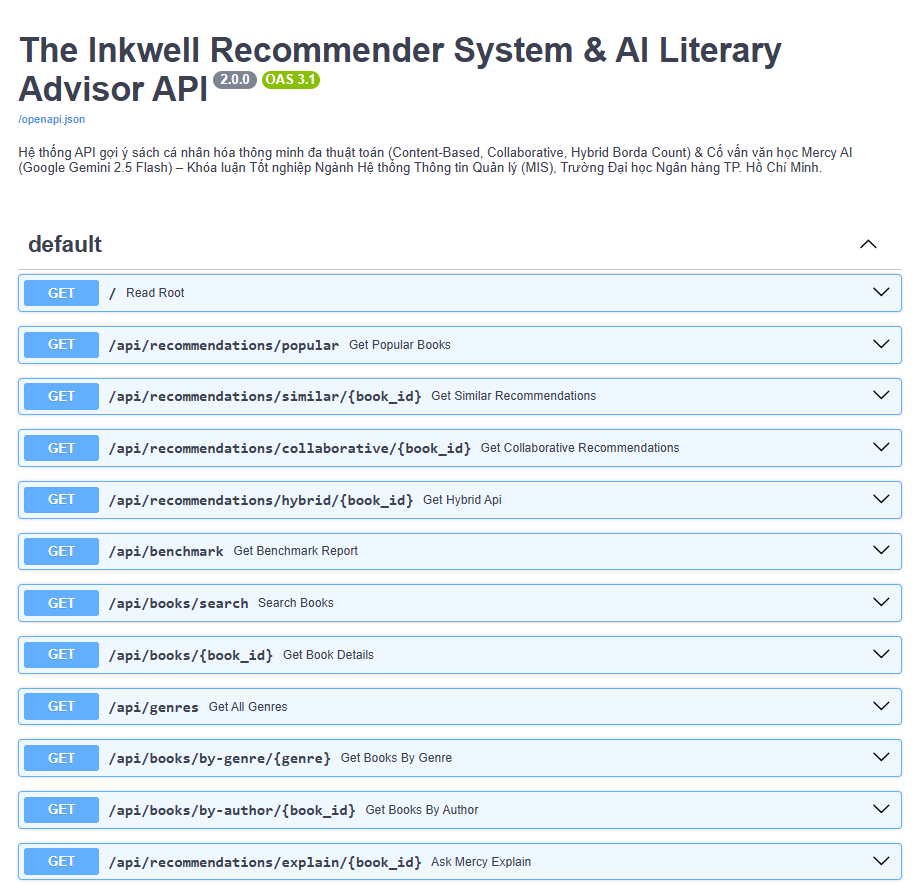 The Inkwell Recommender System & AI Literary
Advisor API 2.0.0 OAS 3.1
/openapi.json
Hệ thống API gợi ý sách cá nhân hóa thông minh đa thuật toán (Content-Based, Collaborative, Hybrid Borda Count) & Cố vấn văn học Mercy AI
(Google Gemini 2.5 Flash) – Khóa luận Tốt nghiệp Ngành Hệ thống Thông tin Quản lý (MIS), Trường Đại học Ngân hàng TP. Hồ Chí Minh.
default
GET / Read Root
GET /api/recommendations/popular Get Popular Books
GET /api/recommendations/similar/{book_id} Get Similar Recommendations
GET /api/recommendations/collaborative/{book_id} Get Collaborative Recommendations
GET /api/recommendations/hybrid/{book_id} Get Hybrid Api
GET /api/benchmark Get Benchmark Report
GET /api/books/search Search Books
GET /api/books/{book_id} Get Book Details
GET /api/genres Get All Genres
GET /api/books/by-genre/{genre} Get Books By Genre
GET /api/books/by-author/{book_id} Get Books By Author
GET /api/recommendations/explain/{book_id} Ask Mercy Explain